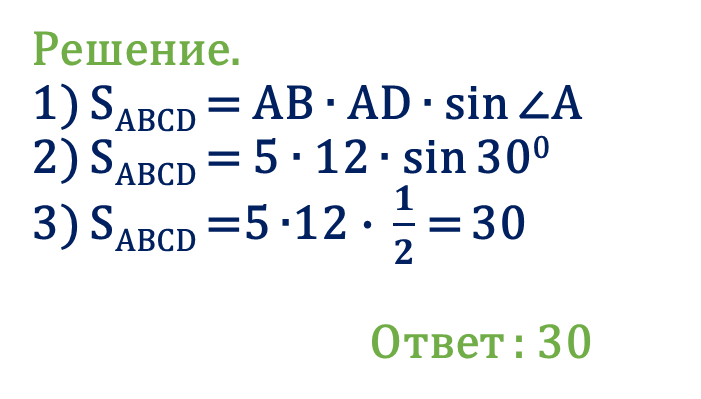 Решение.
1) S_ABCD = AB · AD · sin ∠A
2) S_ABCD = 5 · 12 · sin 30⁰
3) S_ABCD =5 ·12 · 1/2 = 30
Ответ : 30